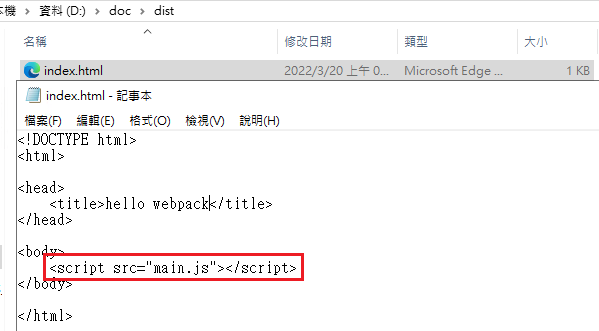 本機 › 資料 (D:) › doc › dist
名稱 修改日期 類型 大小
index.html 2022/3/20 上午 0... Microsoft Edge ... 1 KB
index.html - 記事本
檔案(F) 編輯(E) 格式(O) 檢視(V) 說明(H)
<!DOCTYPE html>
<html>
<head>
<title>hello webpack</title>
</head>
<body>
<script src="main.js"></script>
</body>
</html>